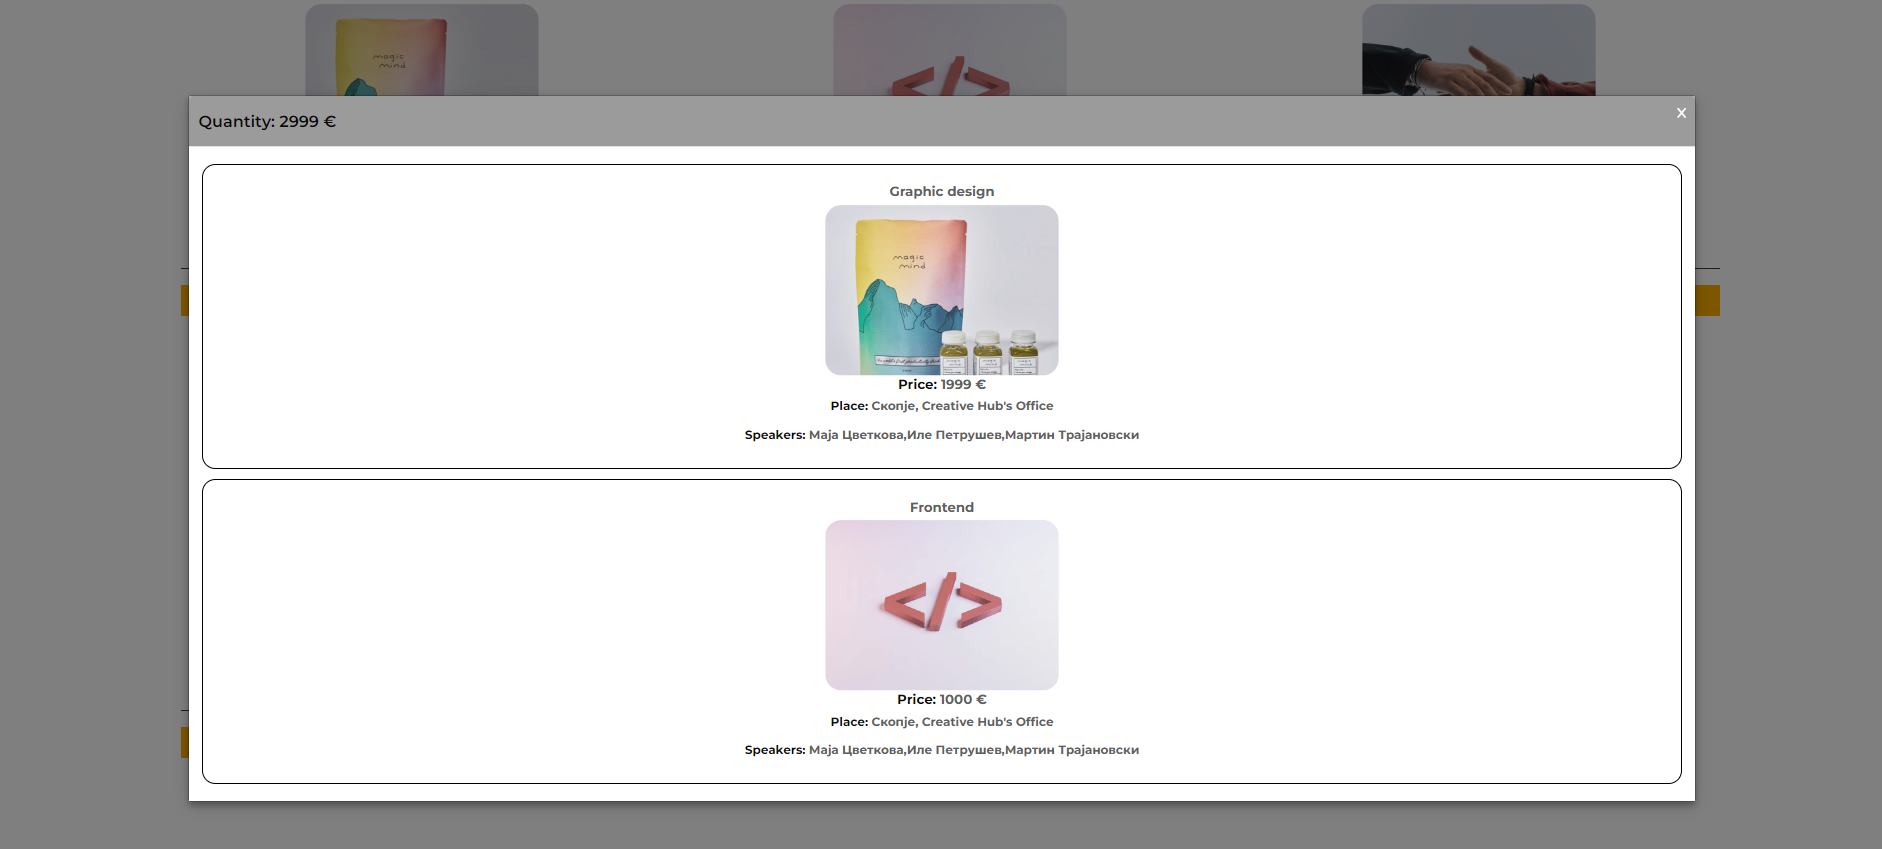 magic
mind
Quantity: 2999 €
X
Graphic design
magic
mind
Price: 1999 €
Place: Скопје, Creative Hub's Office
Speakers: Маја Цветкова,Иле Петрушев,Мартин Трајановски
Frontend
</>
Price: 1000 €
Place: Скопје, Creative Hub's Office
Speakers: Маја Цветкова,Иле Петрушев,Мартин Трајановски